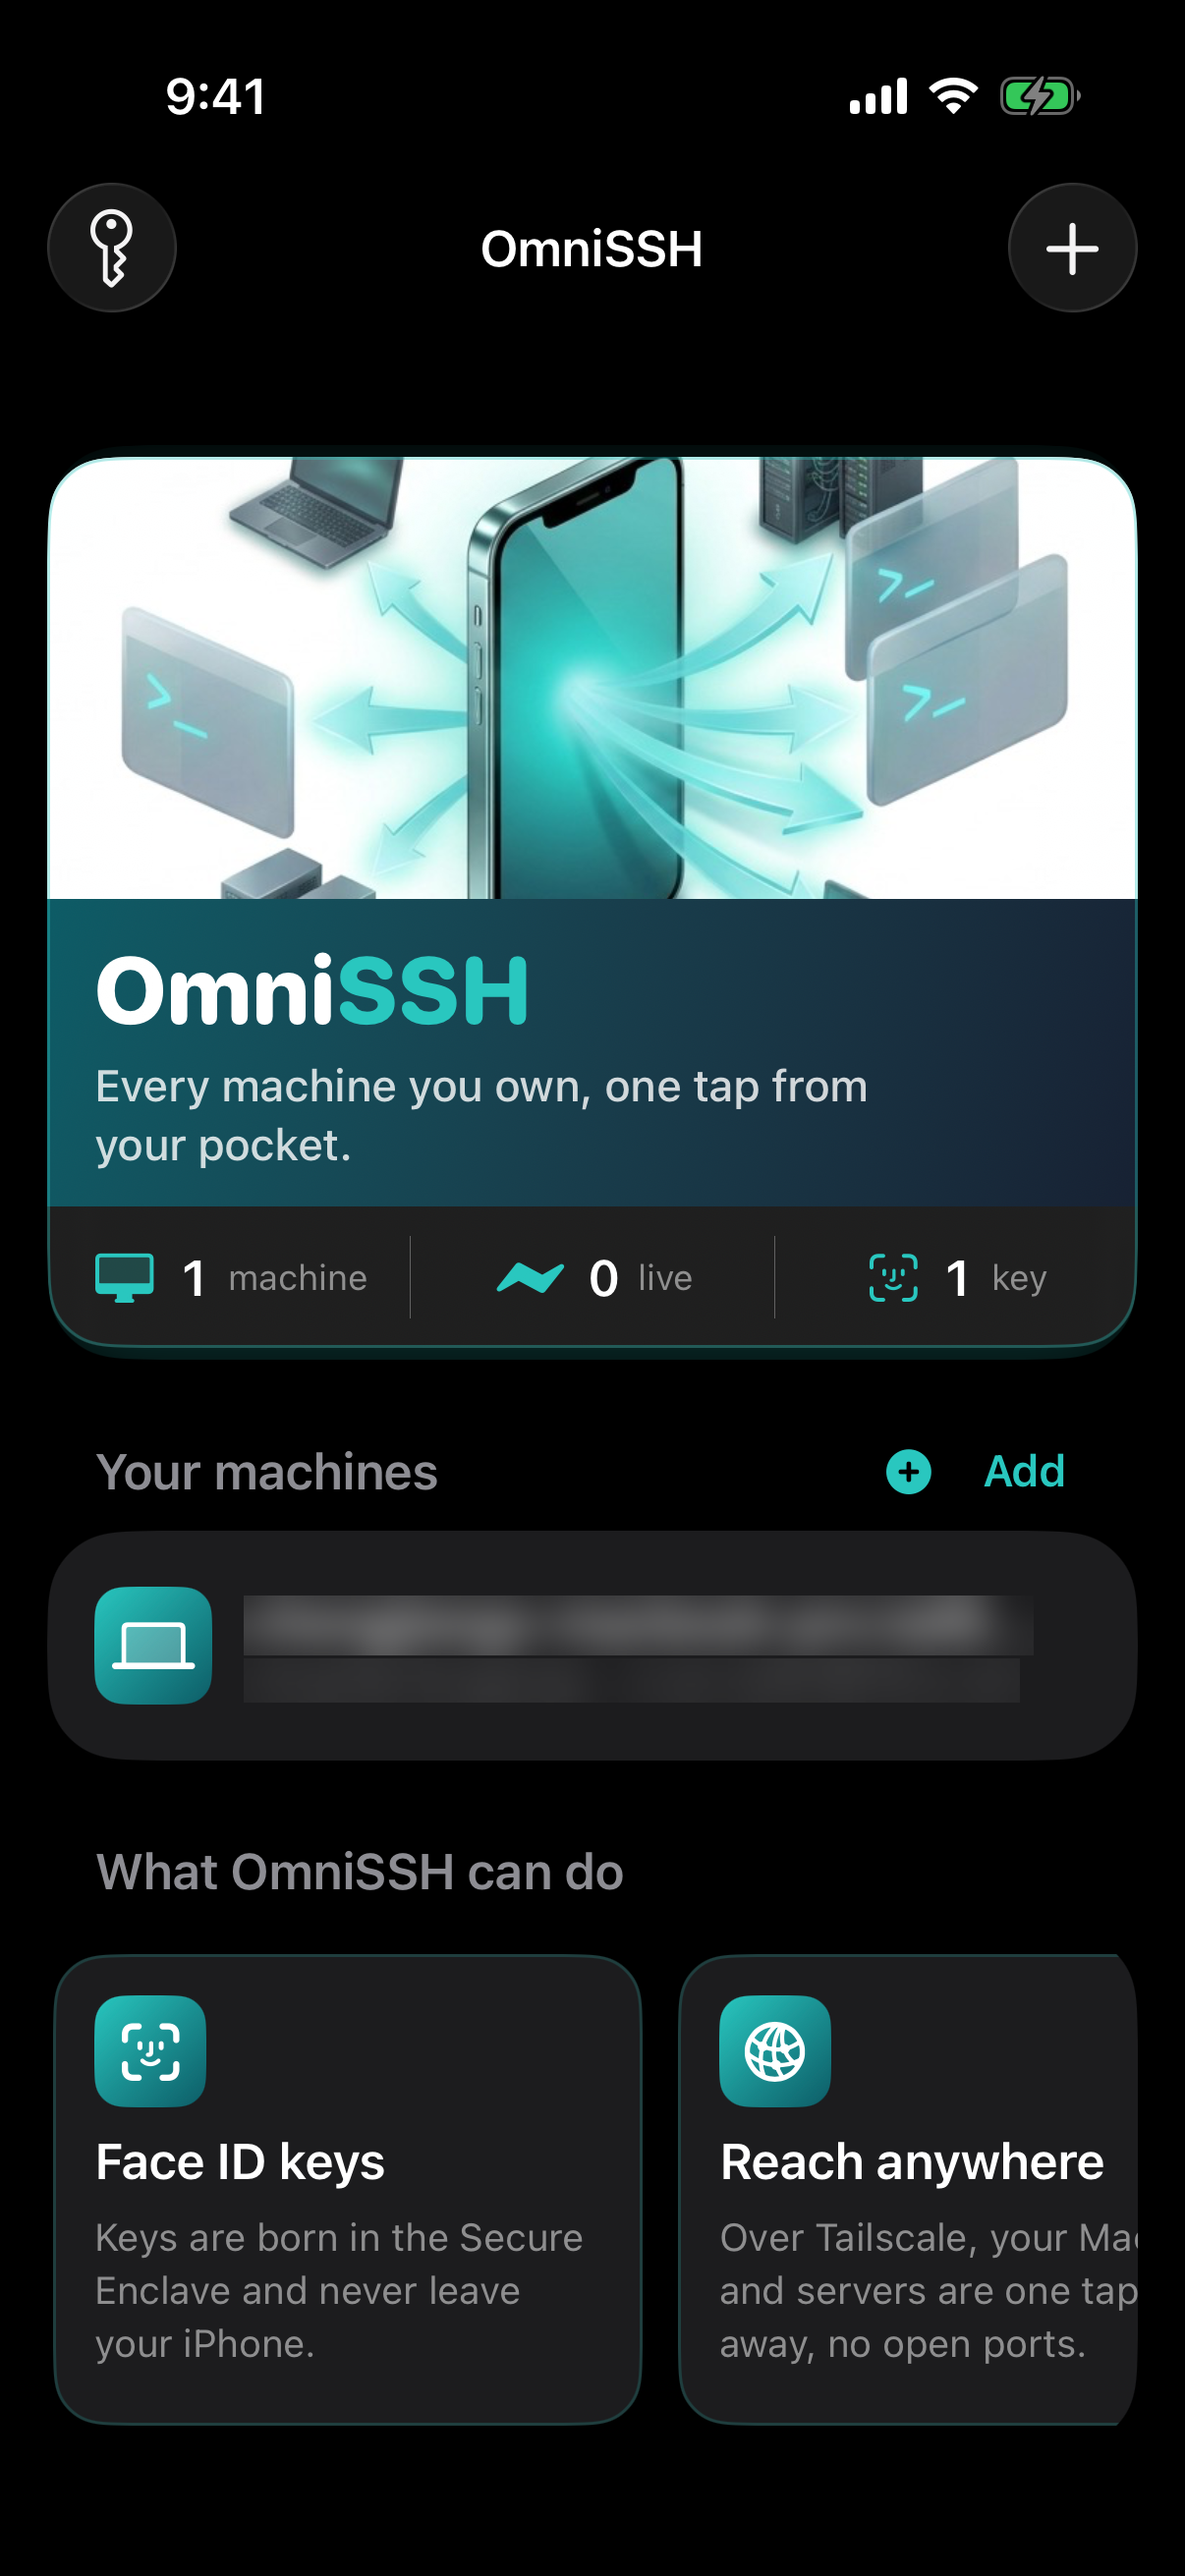 9:41
OmniSSH
>_
>_
>_
OmniSSH
Every machine you own, one tap from
your pocket.
1 machine
0 live
1 key
Your machines
Add
What OmniSSH can do
Face ID keys
Keys are born in the Secure
Enclave and never leave
your iPhone.
Reach anywhere
Over Tailscale, your Mac
and servers are one tap
away, no open ports.